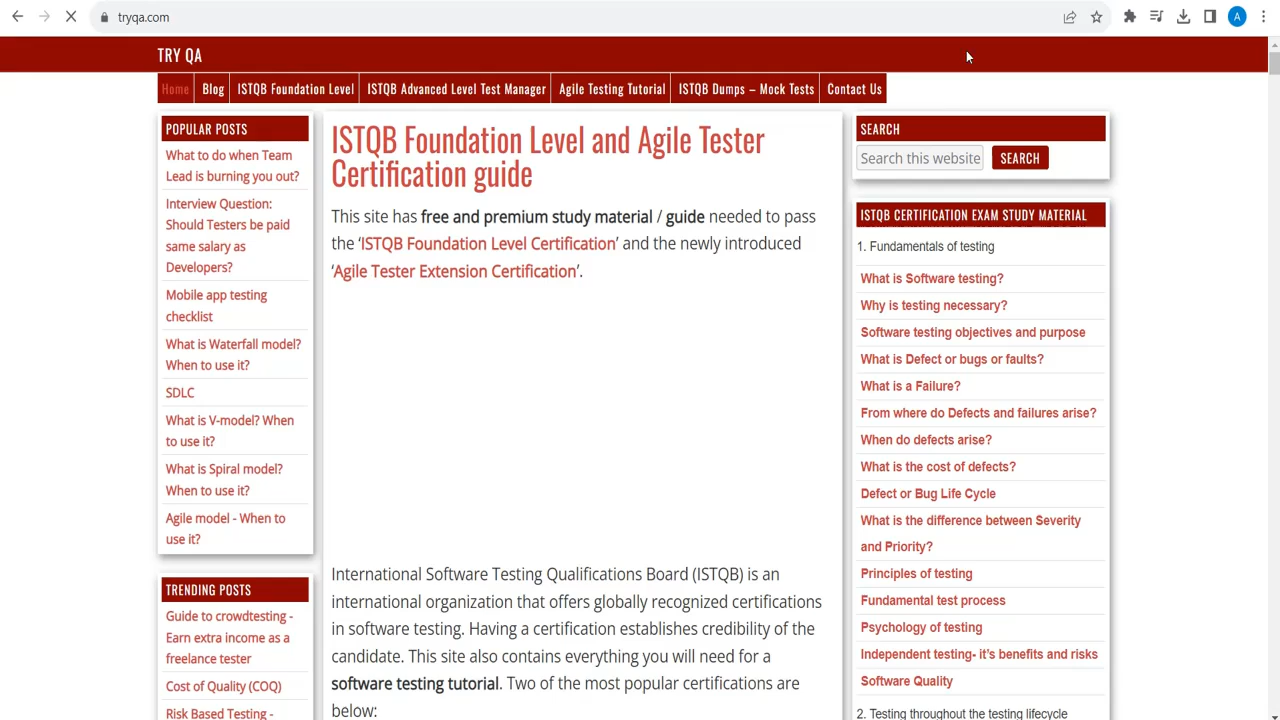 tryqa.com
A
TRY QA
Home
Blog
ISTQB Foundation Level
ISTQB Advanced Level Test Manager
Agile Testing Tutorial
ISTQB Dumps – Mock Tests
Contact Us
POPULAR POSTS
What to do when Team
Lead is burning you out?
Interview Question:
Should Testers be paid
same salary as
Developers?
Mobile app testing
checklist
What is Waterfall model?
When to use it?
SDLC
What is V-model? When
to use it?
What is Spiral model?
When to use it?
Agile model - When to
use it?
TRENDING POSTS
Guide to crowdtesting -
Earn extra income as a
freelance tester
Cost of Quality (COQ)
Risk Based Testing -
ISTQB Foundation Level and Agile Tester
Certification guide
This site has free and premium study material / guide needed to pass
the ‘ISTQB Foundation Level Certification’ and the newly introduced
‘Agile Tester Extension Certification’.
International Software Testing Qualifications Board (ISTQB) is an
international organization that offers globally recognized certifications
in software testing. Having a certification establishes credibility of the
candidate. This site also contains everything you will need for a
software testing tutorial. Two of the most popular certifications are
below:
SEARCH
Search this website
SEARCH
ISTQB CERTIFICATION EXAM STUDY MATERIAL
1. Fundamentals of testing
What is Software testing?
Why is testing necessary?
Software testing objectives and purpose
What is Defect or bugs or faults?
What is a Failure?
From where do Defects and failures arise?
When do defects arise?
What is the cost of defects?
Defect or Bug Life Cycle
What is the difference between Severity
and Priority?
Principles of testing
Fundamental test process
Psychology of testing
Independent testing- it’s benefits and risks
Software Quality
2. Testing throughout the testing lifecycle